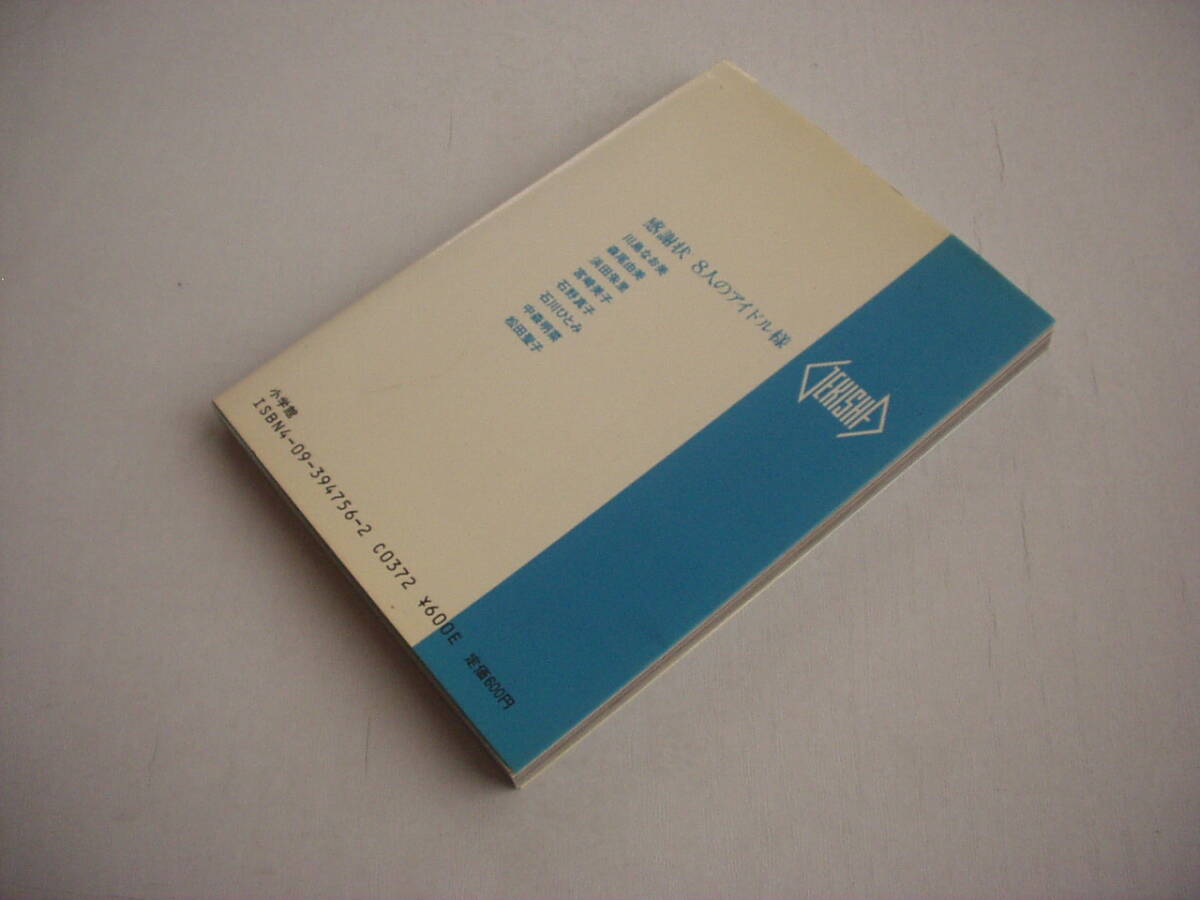 感謝状 8人のアイドル様
川島なお美
森尾由美
浜田朱里
宮崎美子
石野真子
石川ひとみ
中森明菜
松田聖子
小学館
ISBN4-09-394756-2 C0372 ¥600E 定価600円